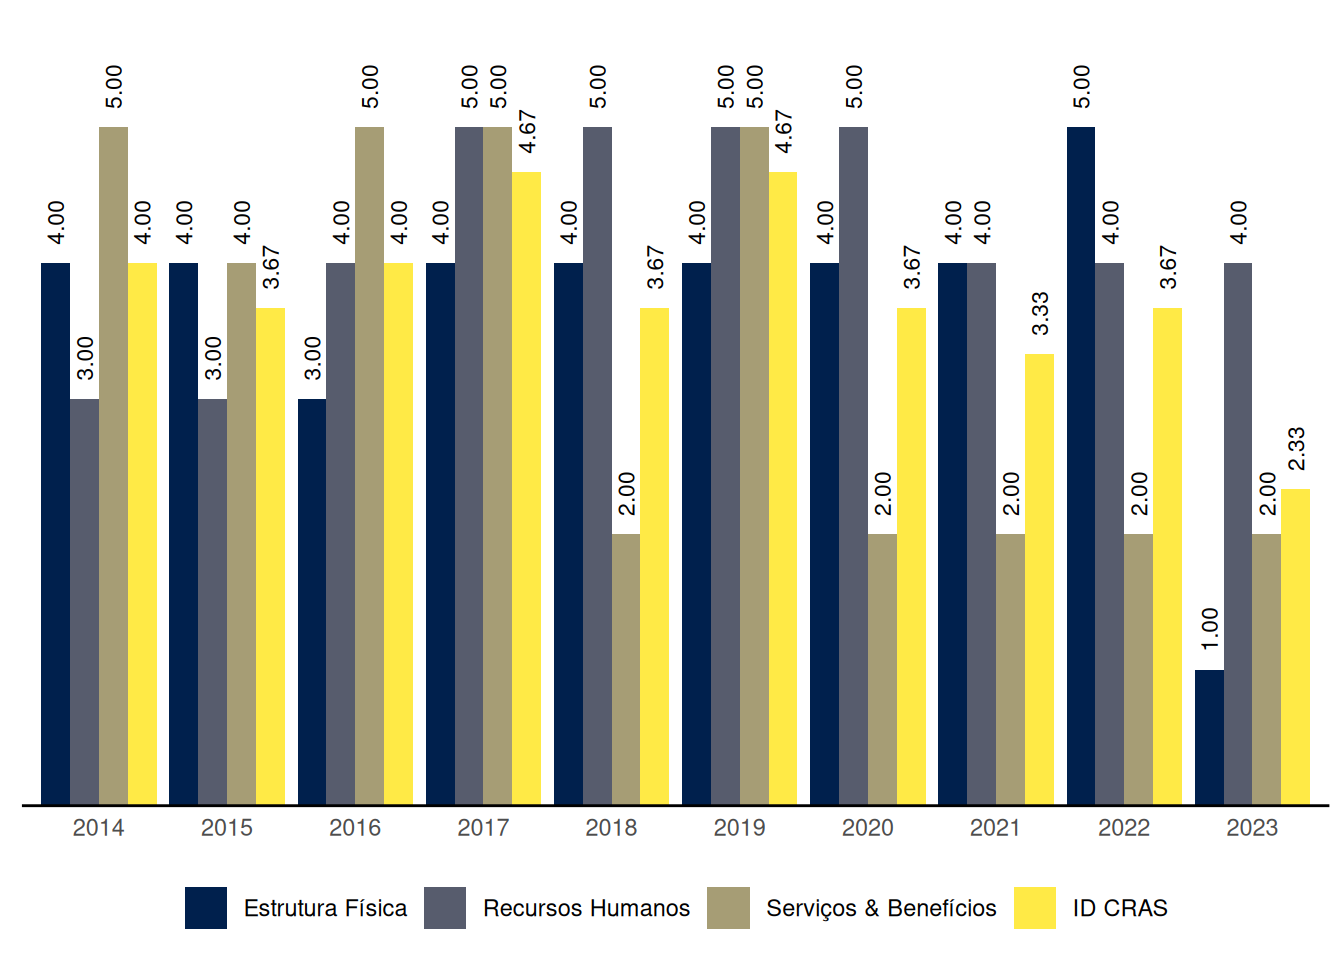 4.00 3.00 5.00 4.00
4.00 3.00 4.00 3.67
3.00 4.00 5.00 4.00
4.00 5.00 5.00 4.67
4.00 5.00 2.00 3.67
4.00 5.00 5.00 4.67
4.00 5.00 2.00 3.67
4.00 4.00 2.00 3.33
5.00 4.00 2.00 3.67
1.00 4.00 2.00 2.33
2014 2015 2016 2017 2018 2019 2020 2021 2022 2023
Estrutura Física Recursos Humanos Serviços & Benefícios ID CRAS